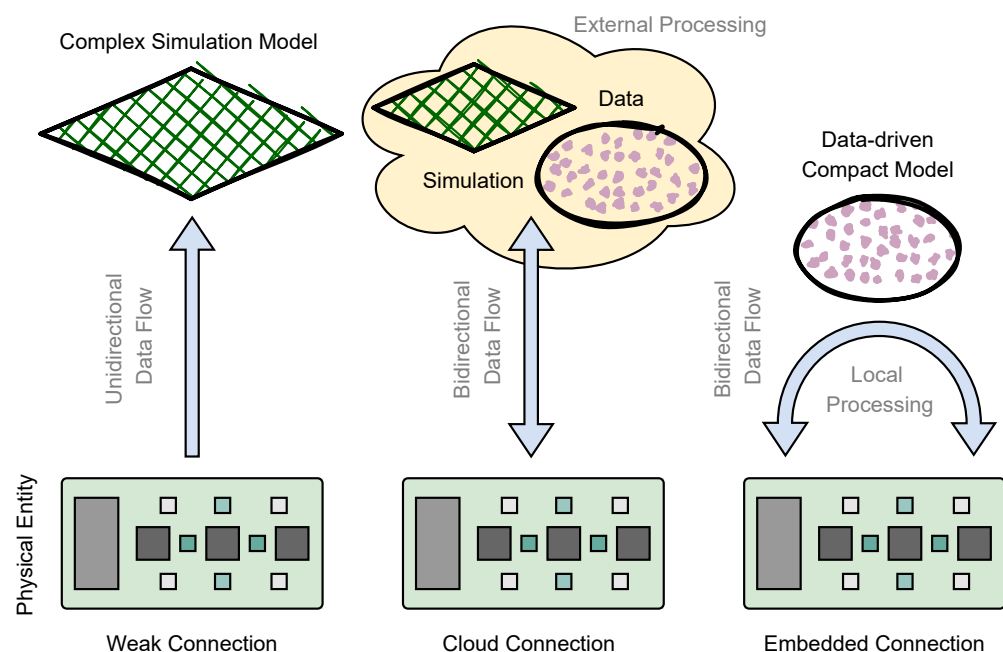 Complex Simulation Model
External Processing
Data
Simulation
Data-driven
Compact Model
Unidirectional
Data Flow
Bidirectional
Data Flow
Bidirectional
Data Flow
Local
Processing
Physical Entity
Weak Connection
Cloud Connection
Embedded Connection